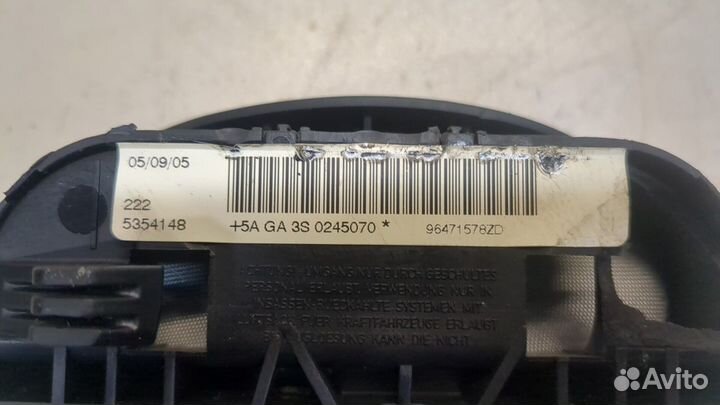 05/09/05
222
5354148
+5A GA 3S 0245070 *
96471578ZD
ACHTUNG! UMGANG NUR DURCH GESCHULTES
PERSONAL ERLAUBT. VERWENDUNG NUR IN
INSASSEN-RUECKHALTE SYSTEMEN MIT
FUER KRAFTFAHRZEUGE ERLAUBT
KANN DIE NICHT
Avito